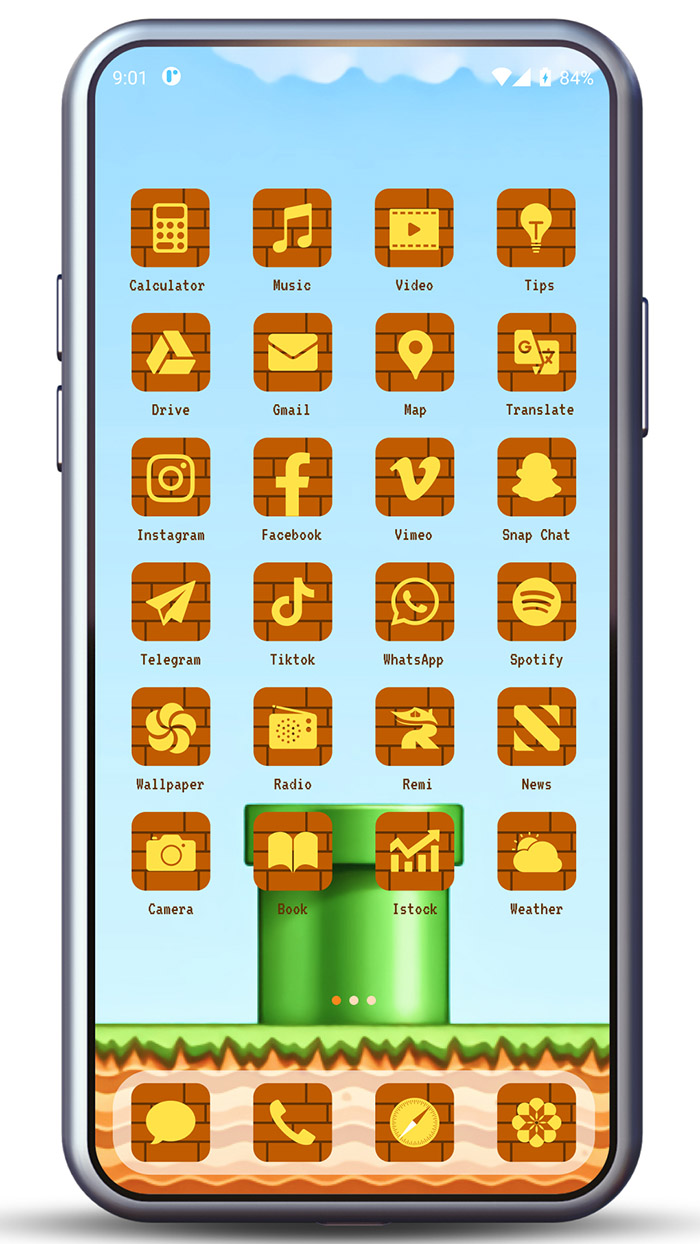 9:01 84%
Calculator Music Video Tips
Drive Gmail Map Translate
Instagram Facebook Vimeo Snap Chat
Telegram Tiktok WhatsApp Spotify
Wallpaper Radio Remi News
Camera Book Istock Weather